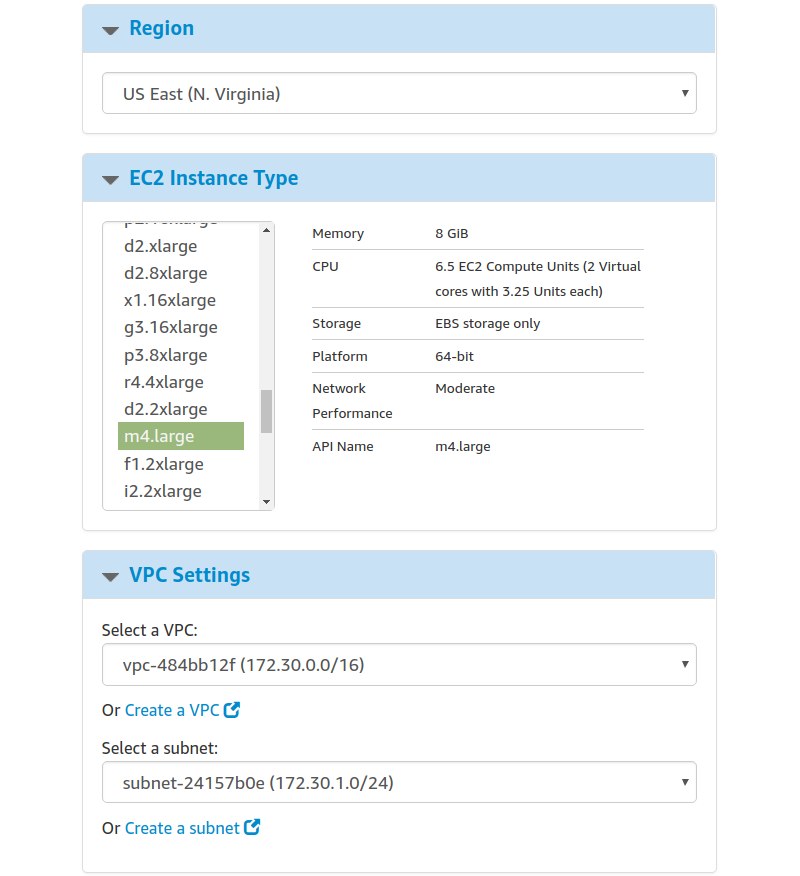 Region
US East (N. Virginia)
EC2 Instance Type
d2.xlarge
d2.8xlarge
x1.16xlarge
g3.16xlarge
p3.8xlarge
r4.4xlarge
d2.2xlarge
m4.large
f1.2xlarge
i2.2xlarge
Memory 8 GiB
CPU 6.5 EC2 Compute Units (2 Virtual
cores with 3.25 Units each)
Storage EBS storage only
Platform 64-bit
Network Moderate
Performance
API Name m4.large
VPC Settings
Select a VPC:
vpc-484bb12f (172.30.0.0/16)
Or Create a VPC
Select a subnet:
subnet-24157b0e (172.30.1.0/24)
Or Create a subnet